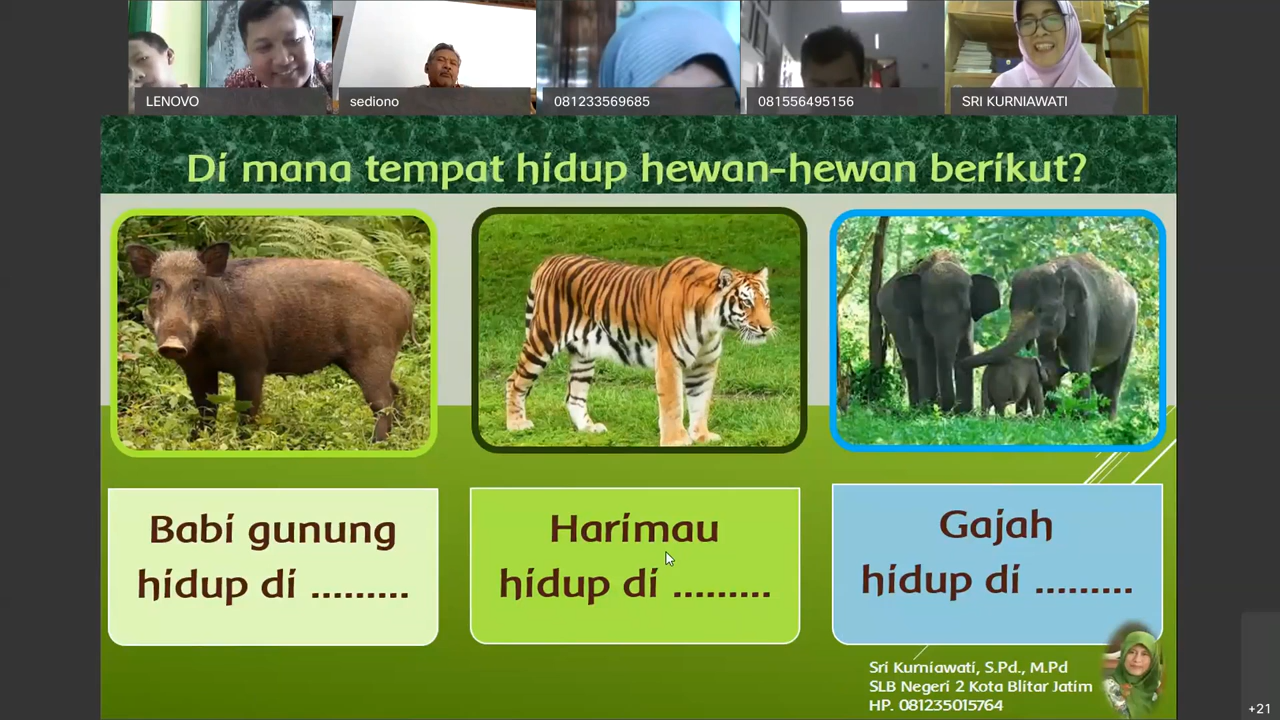 LENOVO
sediono
081233569685
081556495156
SRI KURNIAWATI
Di mana tempat hidup hewan-hewan berikut?
Babi gunung
hidup di .........
Harimau
hidup di .........
Gajah
hidup di .........
Sri Kurniawati, S.Pd., M.Pd
SLB Negeri 2 Kota Blitar Jatim
HP. 081235015764
+21